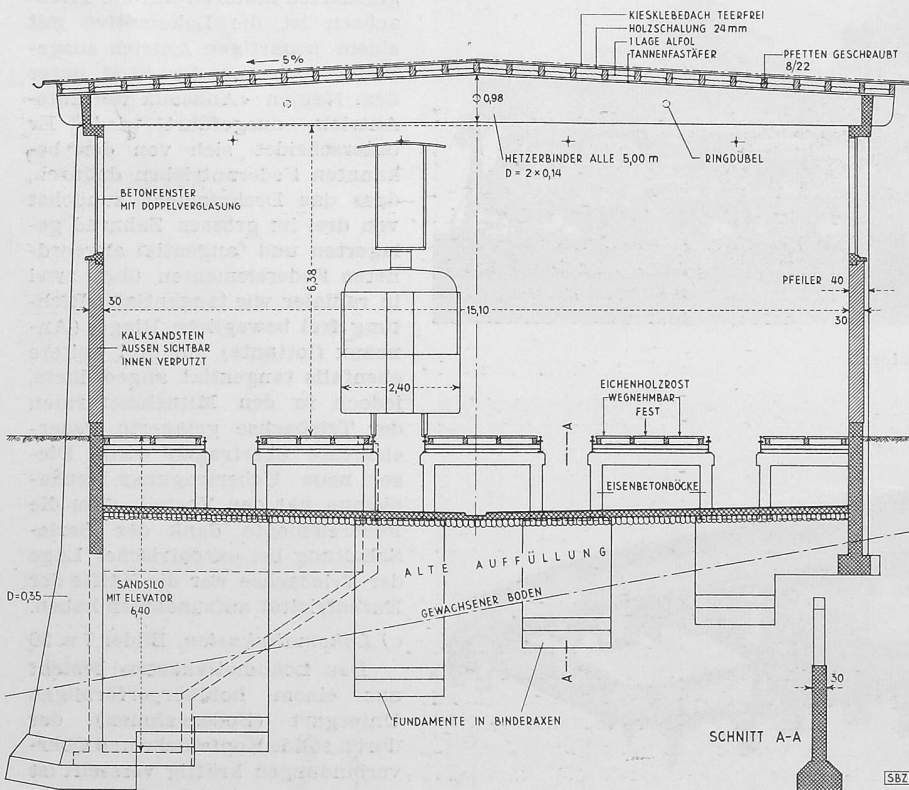 KIESKLEBEDACH TEERFREI
HOLZSCHALUNG 24mm
1 LAGE ALFOL
TANNENFASTÄFER
5%
PFETTEN GESCHRAUBT
8/22
0,98
HETZERBINDER ALLE 5,00 m
D = 2×0,14
RINGDÜBEL
BETONFENSTER
MIT DOPPELVERGLASUNG
6,38
PFEILER 40
30
15,10
30
KALKSANDSTEIN
AUSSEN SICHTBAR
INNEN VERPUTZT
2,40
EICHENHOLZROST
WEGNEHMBAR
FEST
A
EISENBETONBÖCKE
ALTE AUFFÜLLUNG
SANDSILO
MIT ELEVATOR
6,40
D=0,35
GEWACHSENER BODEN
A
FUNDAMENTE IN BINDERAXEN
30
SCHNITT A-A
SBZ